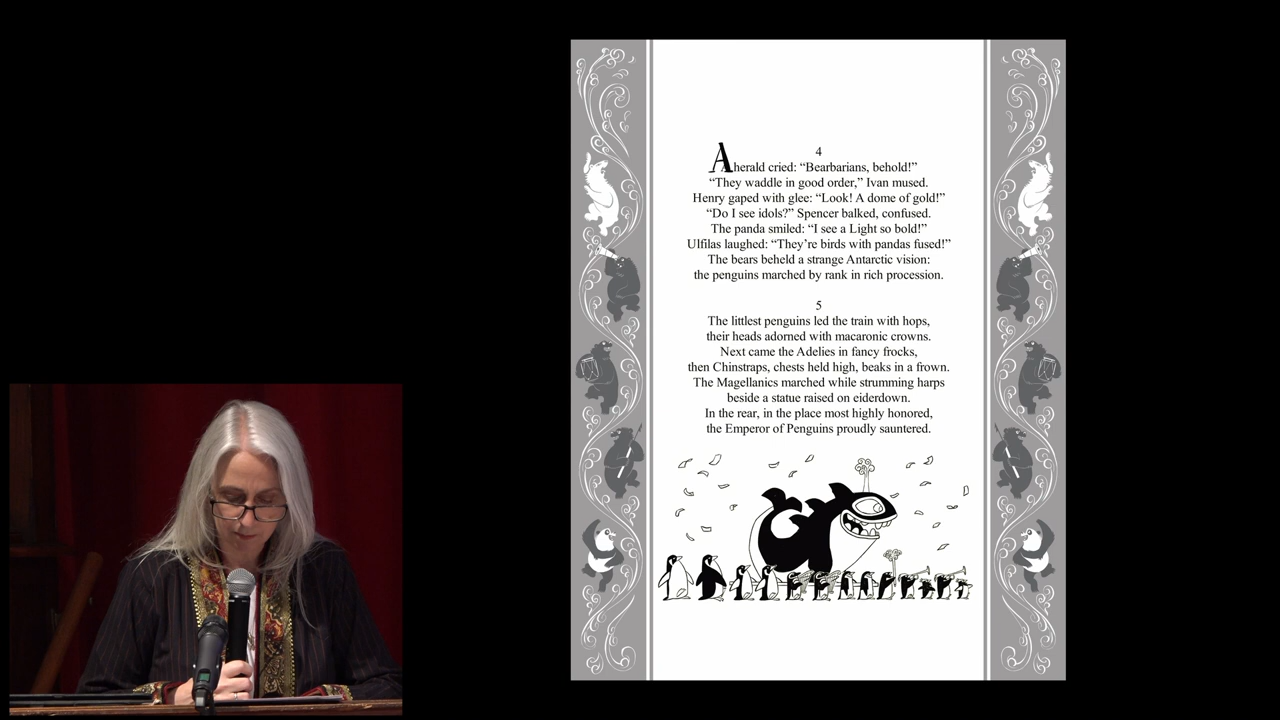 4
A herald cried: “Bearbarians, behold!”
“They waddle in good order,” Ivan mused.
Henry gaped with glee: “Look! A dome of gold!”
“Do I see idols?” Spencer balked, confused.
The panda smiled: “I see a Light so bold!”
Ulfilas laughed: “They’re birds with pandas fused!”
The bears beheld a strange Antarctic vision:
the penguins marched by rank in rich procession.
5
The littlest penguins led the train with hops,
their heads adorned with macaronic crowns.
Next came the Adelies in fancy frocks,
then Chinstraps, chests held high, beaks in a frown.
The Magellanics marched while strumming harps
beside a statue raised on eiderdown.
In the rear, in the place most highly honored,
the Emperor of Penguins proudly sauntered.